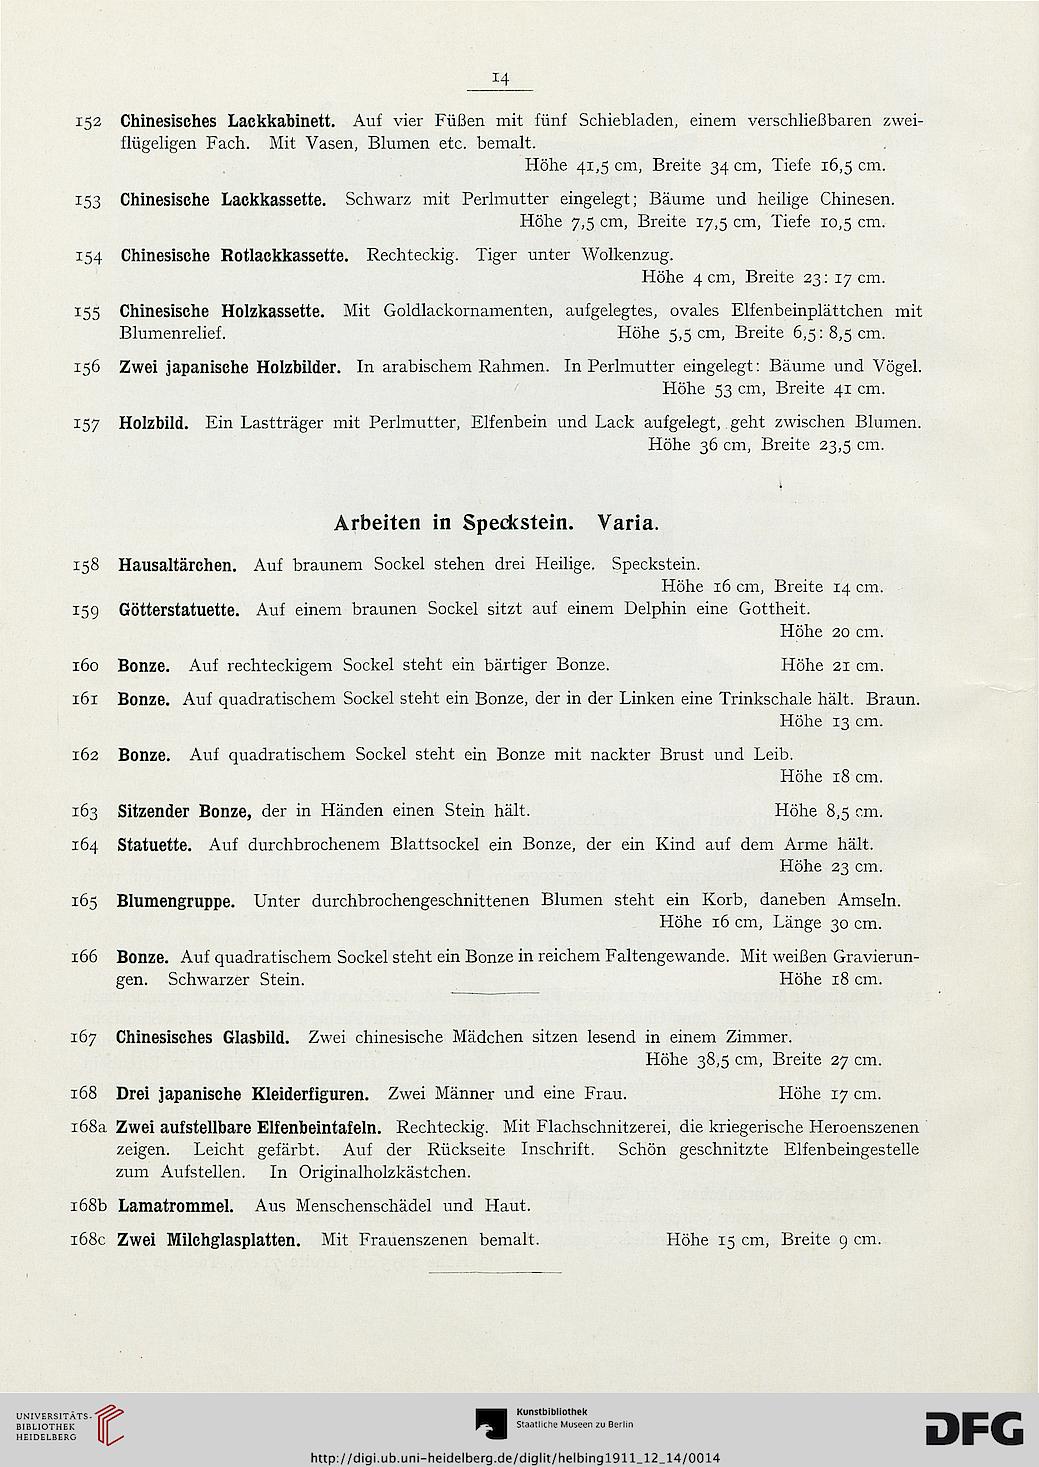 14
152 Chinesisches Lackkabinett. Auf vier Füßen mit fünf Schiebladen, einem verschließbaren zwei-
flügeligen Fach. Mit Vasen, Blumen etc. bemalt.
Höhe 41,5 cm, Breite 34 cm, Tiefe 16,5 cm.
153 Chinesische Lackkassette. Schwarz mit Perlmutter eingelegt; Bäume und heilige Chinesen.
Höhe 7,5 cm, Breite 17,5 cm, Tiefe 10,5 cm.
154 Chinesische Rotlackkassette. Rechteckig. Tiger unter Wolkenzug.
Höhe 4 cm, Breite 23 : 17 cm.
155 Chinesische Holzkassette. Mit Goldlackornamenten, aufgelegtes, ovales Elfenbeinplättchen mit
Blumenrelief. Höhe 5,5 cm, Breite 6,5 : 8,5 cm.
156 Zwei japanische Holzbilder. In arabischem Rahmen. In Perlmutter eingelegt: Bäume und Vögel.
Höhe 53 cm, Breite 41 cm.
157 Holzbild. Ein Lastträger mit Perlmutter, Elfenbein und Lack aufgelegt, geht zwischen Blumen.
Höhe 36 cm, Breite 23,5 cm.
Arbeiten in Speckstein. Varia.
158 Hausaltärchen. Auf braunem Sockel stehen drei Heilige. Speckstein.
Höhe 16 cm, Breite 14 cm.
159 Götterstatuette. Auf einem braunen Sockel sitzt auf einem Delphin eine Gottheit.
Höhe 20 cm.
160 Bonze. Auf rechteckigem Sockel steht ein bärtiger Bonze. Höhe 21 cm.
161 Bonze. Auf quadratischem Sockel steht ein Bonze, der in der Linken eine Trinkschale hält. Braun.
Höhe 13 cm.
162 Bonze. Auf quadratischem Sockel steht ein Bonze mit nackter Brust und Leib.
Höhe 18 cm.
163 Sitzender Bonze, der in Händen einen Stein hält. Höhe 8,5 cm.
164 Statuette. Auf durchbrochenem Blattsockel ein Bonze, der ein Kind auf dem Arme hält.
Höhe 23 cm.
165 Blumengruppe. Unter durchbrochengeschnittenen Blumen steht ein Korb, daneben Amseln.
Höhe 16 cm, Länge 30 cm.
166 Bonze. Auf quadratischem Sockel steht ein Bonze in reichem Faltengewande. Mit weißen Gravierun-
gen. Schwarzer Stein. Höhe 18 cm.
167 Chinesisches Glasbild. Zwei chinesische Mädchen sitzen lesend in einem Zimmer.
Höhe 38,5 cm, Breite 27 cm.
168 Drei japanische Kleiderfiguren. Zwei Männer und eine Frau. Höhe 17 cm.
168a Zwei aufstellbare Elfenbeintafeln. Rechteckig. Mit Flachschnitzerei, die kriegerische Heroenszenen
zeigen. Leicht gefärbt. Auf der Rückseite Inschrift. Schön geschnitzte Elfenbeingestelle
zum Aufstellen. In Originalholzkästchen.
168b Lamatrommel. Aus Menschenschädel und Haut.
168c Zwei Milchglasplatten. Mit Frauenszenen bemalt. Höhe 15 cm, Breite 9 cm.
UNIVERSITÄTS-
BIBLIOTHEK
HEIDELBERG
Kunstbibliothek
Staatliche Museen zu Berlin
DFG
http://digi.ub.uni-heidelberg.de/diglit/helbing1911_12_14/0014